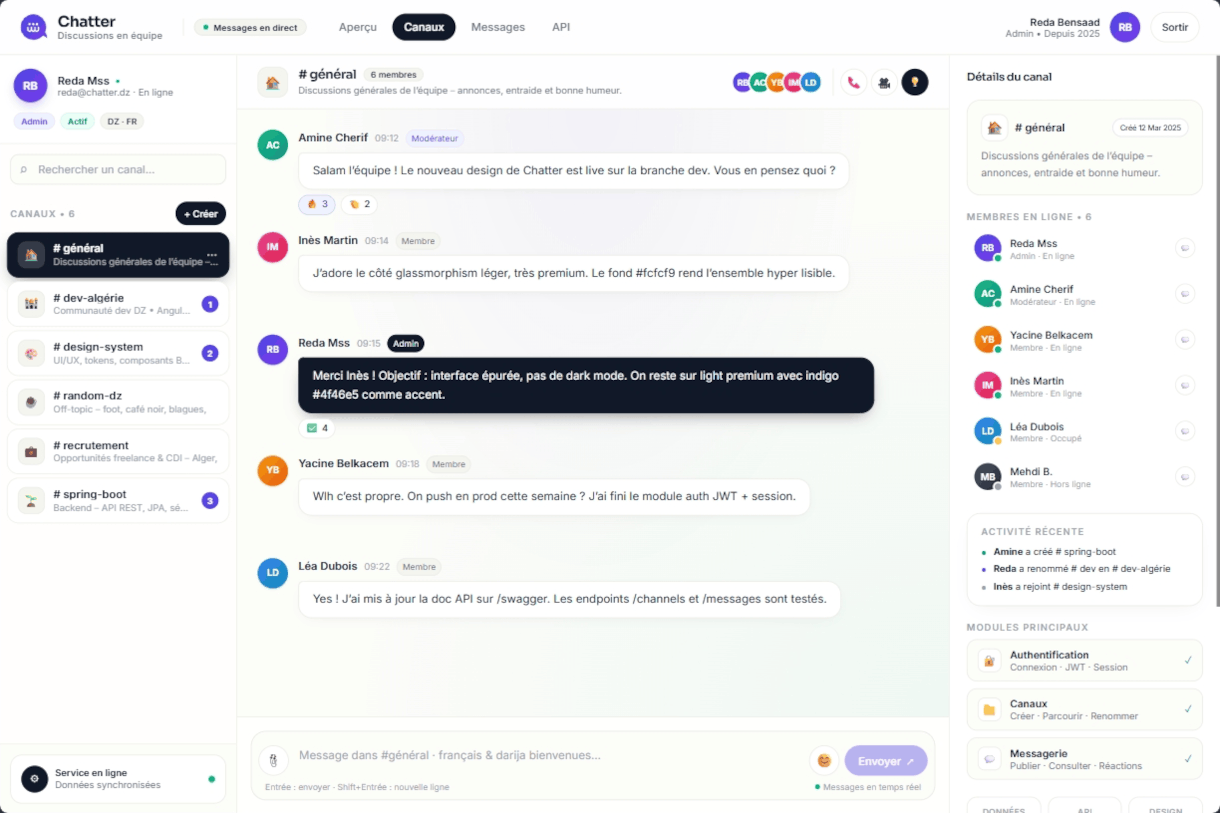 Chatter
Discussions en équipe
Messages en direct
Aperçu
Canaux
Messages
API
Reda Bensaad
Admin • Depuis 2025
RB
Sortir
RB
Reda Mss
reda@chatter.dz · En ligne
Admin
Actif
DZ · FR
Rechercher un canal...
CANAUX • 6
+ Créer
# général
Discussions générales de l'équipe –...
# dev-algérie
Communauté dev DZ • Angul...
1
# design-system
UI/UX, tokens, composants B...
2
# random-dz
Off-topic – foot, café noir, blagues,
# recrutement
Opportunités freelance & CDI – Alger,
# spring-boot
Backend – API REST, JPA, sé...
3
Service en ligne
Données synchronisées
# général
6 membres
Discussions générales de l'équipe – annonces, entraide et bonne humeur.
RB
AC
YB
IM
LD
AC
Amine Cherif
09:12
Modérateur
Salam l'équipe ! Le nouveau design de Chatter est live sur la branche dev. Vous en pensez quoi ?
3
2
IM
Inès Martin
09:14
Membre
J'adore le côté glassmorphism léger, très premium. Le fond #fcfcf9 rend l'ensemble hyper lisible.
RB
Reda Mss
09:15
Admin
Merci Inès ! Objectif : interface épurée, pas de dark mode. On reste sur light premium avec indigo
#4f46e5 comme accent.
4
YB
Yacine Belkacem
09:18
Membre
Wlh c'est propre. On push en prod cette semaine ? J'ai fini le module auth JWT + session.
LD
Léa Dubois
09:22
Membre
Yes ! J'ai mis à jour la doc API sur /swagger. Les endpoints /channels et /messages sont testés.
Message dans #général · français & darija bienvenues...
Envoyer
Entrée : envoyer · Shift+Entrée : nouvelle ligne
Messages en temps réel
Détails du canal
# général
Créé 12 Mar 2025
Discussions générales de l'équipe –
annonces, entraide et bonne humeur.
MEMBRES EN LIGNE • 6
RB
Reda Mss
Admin · En ligne
AC
Amine Cherif
Modérateur · En ligne
YB
Yacine Belkacem
Membre · En ligne
IM
Inès Martin
Membre · En ligne
LD
Léa Dubois
Membre · Occupé
MB
Mehdi B.
Membre · Hors ligne
ACTIVITÉ RÉCENTE
Amine a créé # spring-boot
Reda a renommé # dev en # dev-algérie
Inès a rejoint # design-system
MODULES PRINCIPAUX
Authentification
Connexion · JWT · Session
Canaux
Créer · Parcourir · Renommer
Messagerie
Publier · Consulter · Réactions
DONNÉES
API
DESIGN